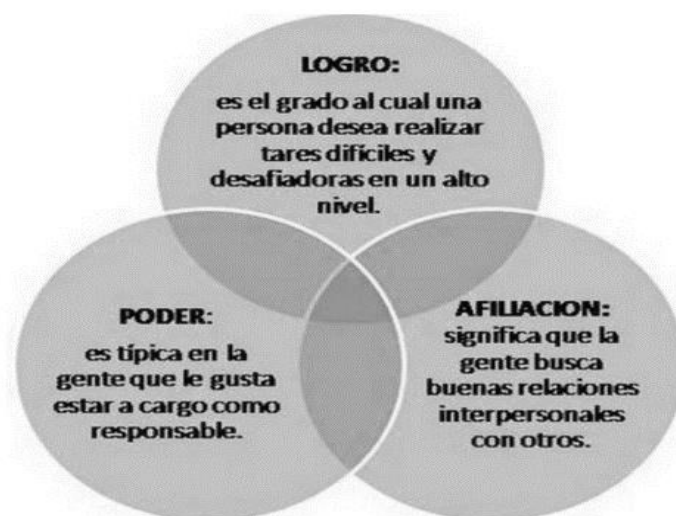 LOGRO:
es el grado al cual una
persona desea realizar
tares difíciles y
desafiadoras en un alto
nivel.
PODER:
es típica en la
gente que le gusta
estar a cargo como
responsable.
AFILIACION:
significa que la
gente busca
buenas relaciones
interpersonales
con otros.